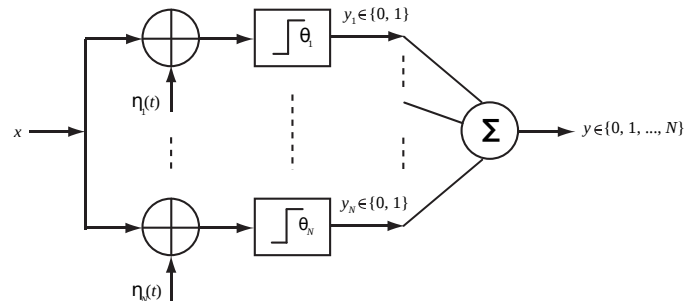 y₁∈{0, 1}
θ₁
η₁(t)
x
Σ
y∈{0, 1, ..., N}
y_N∈{0, 1}
θ_N
η_N(t)